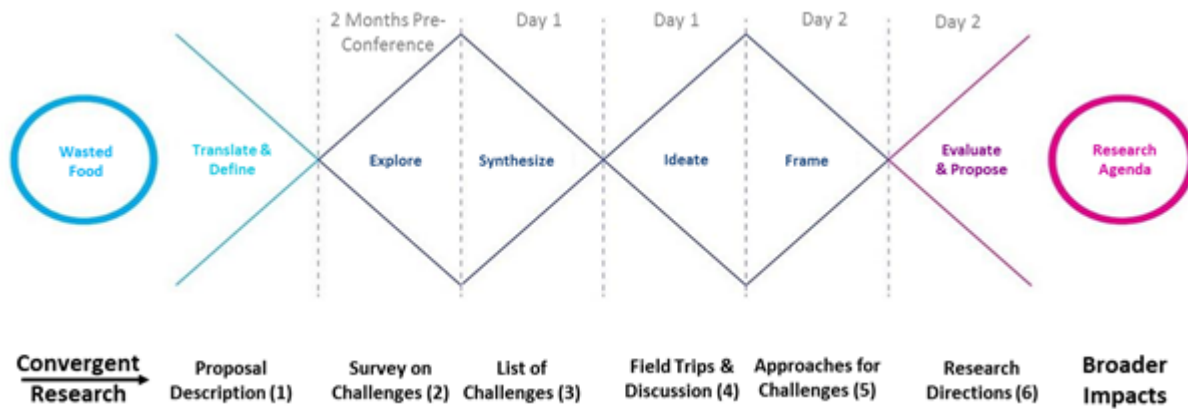 2 Months Pre-
Conference
Day 1
Day 1
Day 2
Day 2
Wasted
Food
Translate &
Define
Explore
Synthesize
Ideate
Frame
Evaluate
& Propose
Research
Agenda
Convergent
Research
Proposal
Description (1)
Survey on
Challenges (2)
List of
Challenges (3)
Field Trips &
Discussion (4)
Approaches for
Challenges (5)
Research
Directions (6)
Broader
Impacts